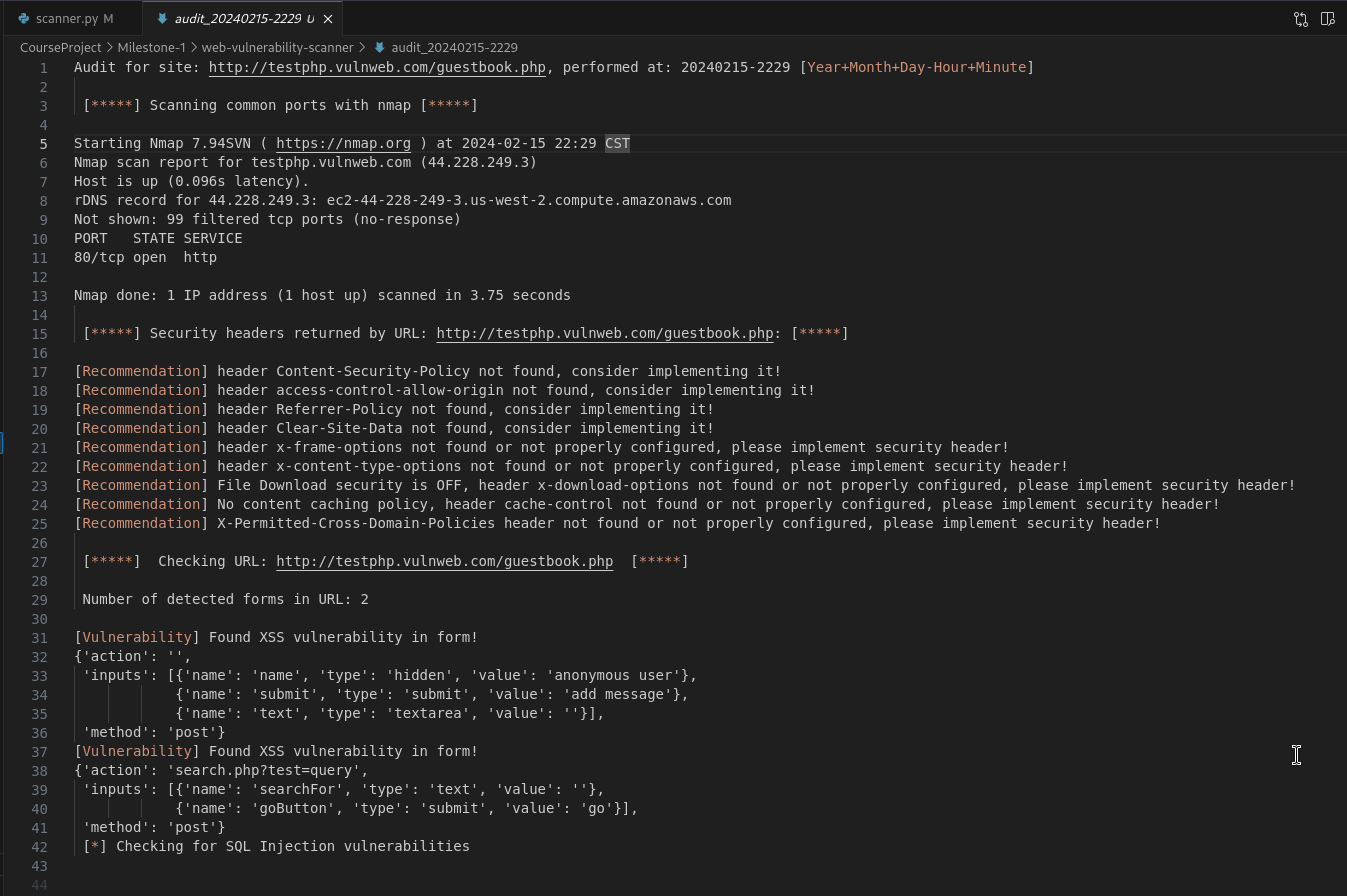 scanner.py M
audit_20240215-2229 U
CourseProject > Milestone-1 > web-vulnerability-scanner > audit_20240215-2229
1 Audit for site: http://testphp.vulnweb.com/guestbook.php, performed at: 20240215-2229 [Year+Month+Day-Hour+Minute]
2
3 [*****] Scanning common ports with nmap [*****]
4
5 Starting Nmap 7.94SVN ( https://nmap.org ) at 2024-02-15 22:29 CST
6 Nmap scan report for testphp.vulnweb.com (44.228.249.3)
7 Host is up (0.096s latency).
8 rDNS record for 44.228.249.3: ec2-44-228-249-3.us-west-2.compute.amazonaws.com
9 Not shown: 99 filtered tcp ports (no-response)
10 PORT   STATE SERVICE
11 80/tcp open  http
12
13 Nmap done: 1 IP address (1 host up) scanned in 3.75 seconds
14
15 [*****] Security headers returned by URL: http://testphp.vulnweb.com/guestbook.php: [*****]
16
17 [Recommendation] header Content-Security-Policy not found, consider implementing it!
18 [Recommendation] header access-control-allow-origin not found, consider implementing it!
19 [Recommendation] header Referrer-Policy not found, consider implementing it!
20 [Recommendation] header Clear-Site-Data not found, consider implementing it!
21 [Recommendation] header x-frame-options not found or not properly configured, please implement security header!
22 [Recommendation] header x-content-type-options not found or not properly configured, please implement security header!
23 [Recommendation] File Download security is OFF, header x-download-options not found or not properly configured, please implement security header!
24 [Recommendation] No content caching policy, header cache-control not found or not properly configured, please implement security header!
25 [Recommendation] X-Permitted-Cross-Domain-Policies header not found or not properly configured, please implement security header!
26
27 [*****]  Checking URL: http://testphp.vulnweb.com/guestbook.php  [*****]
28
29 Number of detected forms in URL: 2
30
31 [Vulnerability] Found XSS vulnerability in form!
32 {'action': '',
33  'inputs': [{'name': 'name', 'type': 'hidden', 'value': 'anonymous user'},
34             {'name': 'submit', 'type': 'submit', 'value': 'add message'},
35             {'name': 'text', 'type': 'textarea', 'value': ''}],
36  'method': 'post'}
37 [Vulnerability] Found XSS vulnerability in form!
38 {'action': 'search.php?test=query',
39  'inputs': [{'name': 'searchFor', 'type': 'text', 'value': ''},
40             {'name': 'goButton', 'type': 'submit', 'value': 'go'}],
41  'method': 'post'}
42  [*] Checking for SQL Injection vulnerabilities
43
44